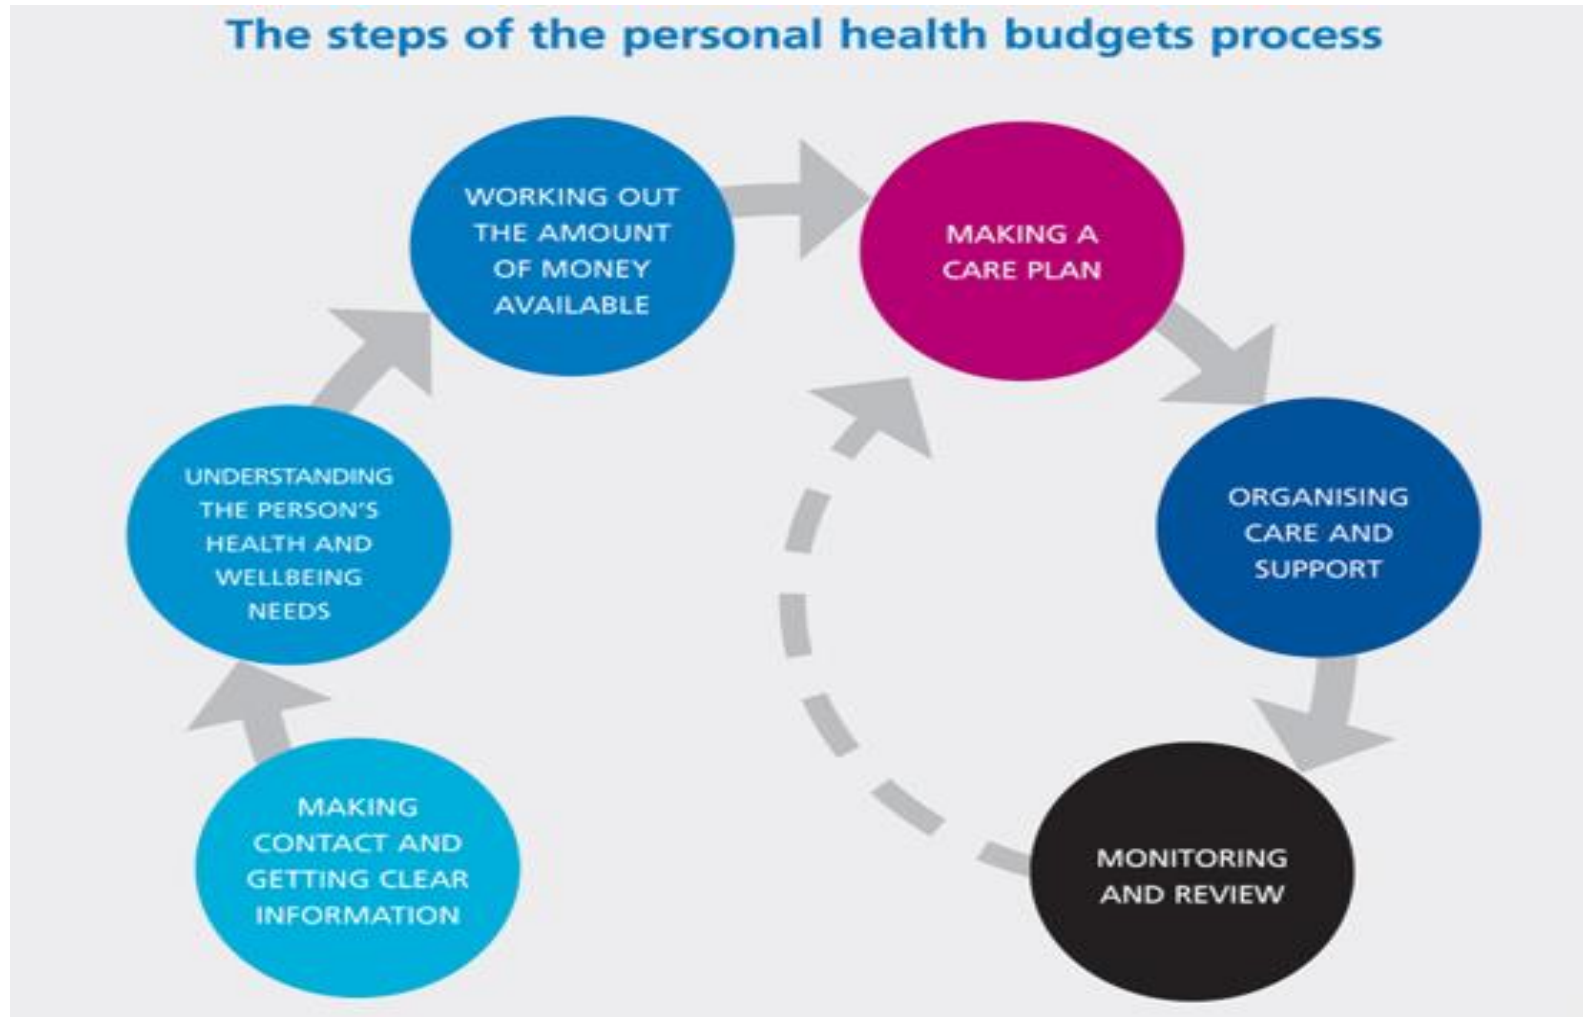 The steps of the personal health budgets process
WORKING OUT
THE AMOUNT
OF MONEY
AVAILABLE
MAKING A
CARE PLAN
UNDERSTANDING
THE PERSON'S
HEALTH AND
WELLBEING
NEEDS
ORGANISING
CARE AND
SUPPORT
MAKING
CONTACT AND
GETTING CLEAR
INFORMATION
MONITORING
AND REVIEW